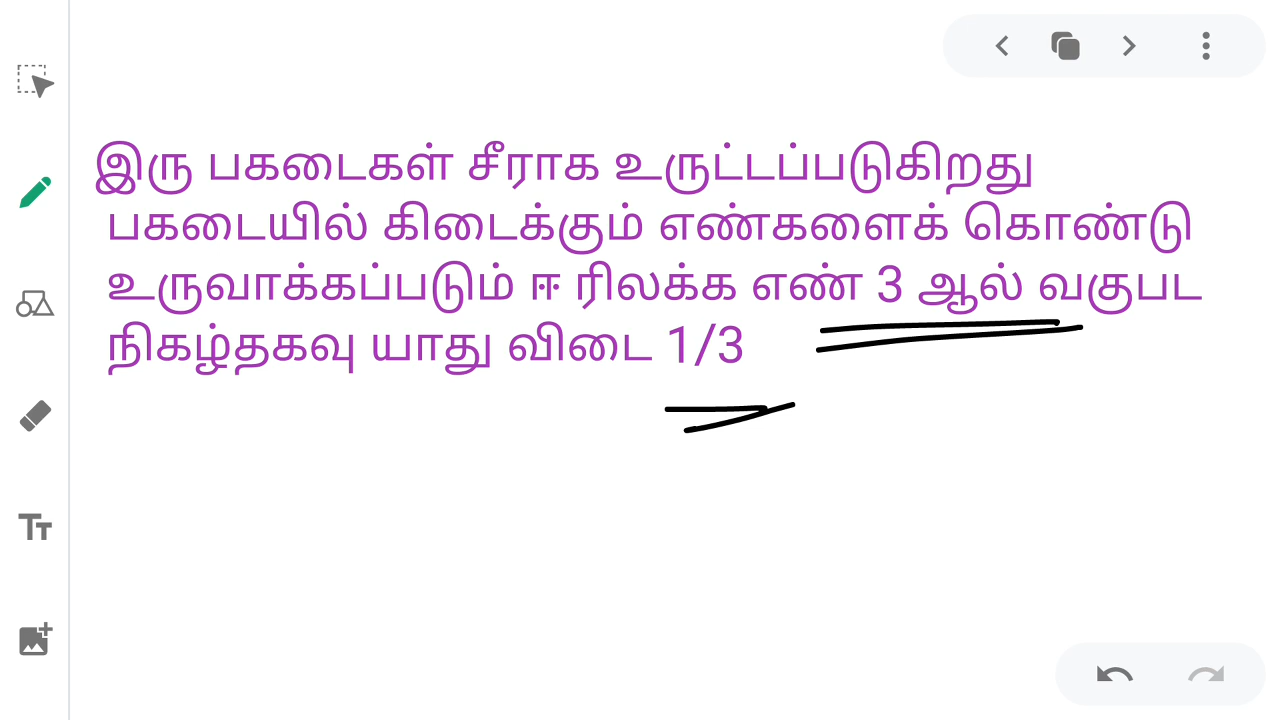 இரு பகடைகள் சீராக உருட்டப்படுகிறது
பகடையில் கிடைக்கும் எண்களைக் கொண்டு
உருவாக்கப்படும் ஈ ரிலக்க எண் 3 ஆல் வகுபட
நிகழ்தகவு யாது விடை 1/3
Tт